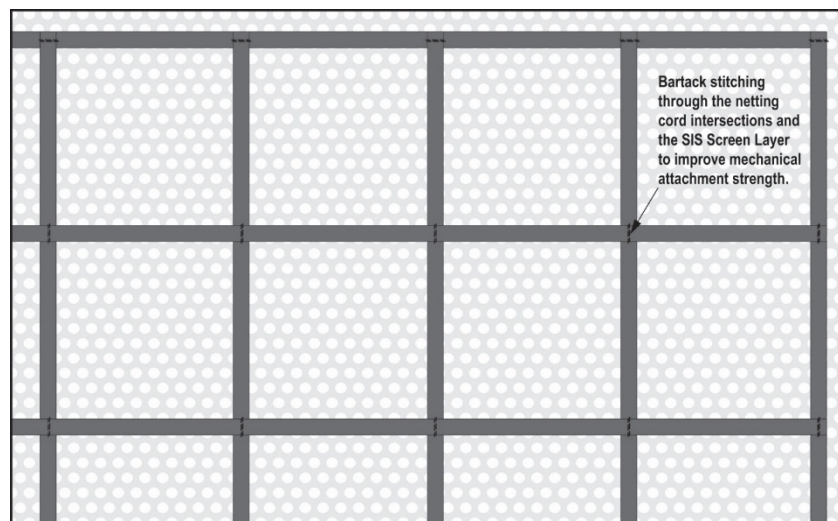 Bartack stitching
through the netting
cord intersections and
the SIS Screen Layer
to improve mechanical
attachment strength.